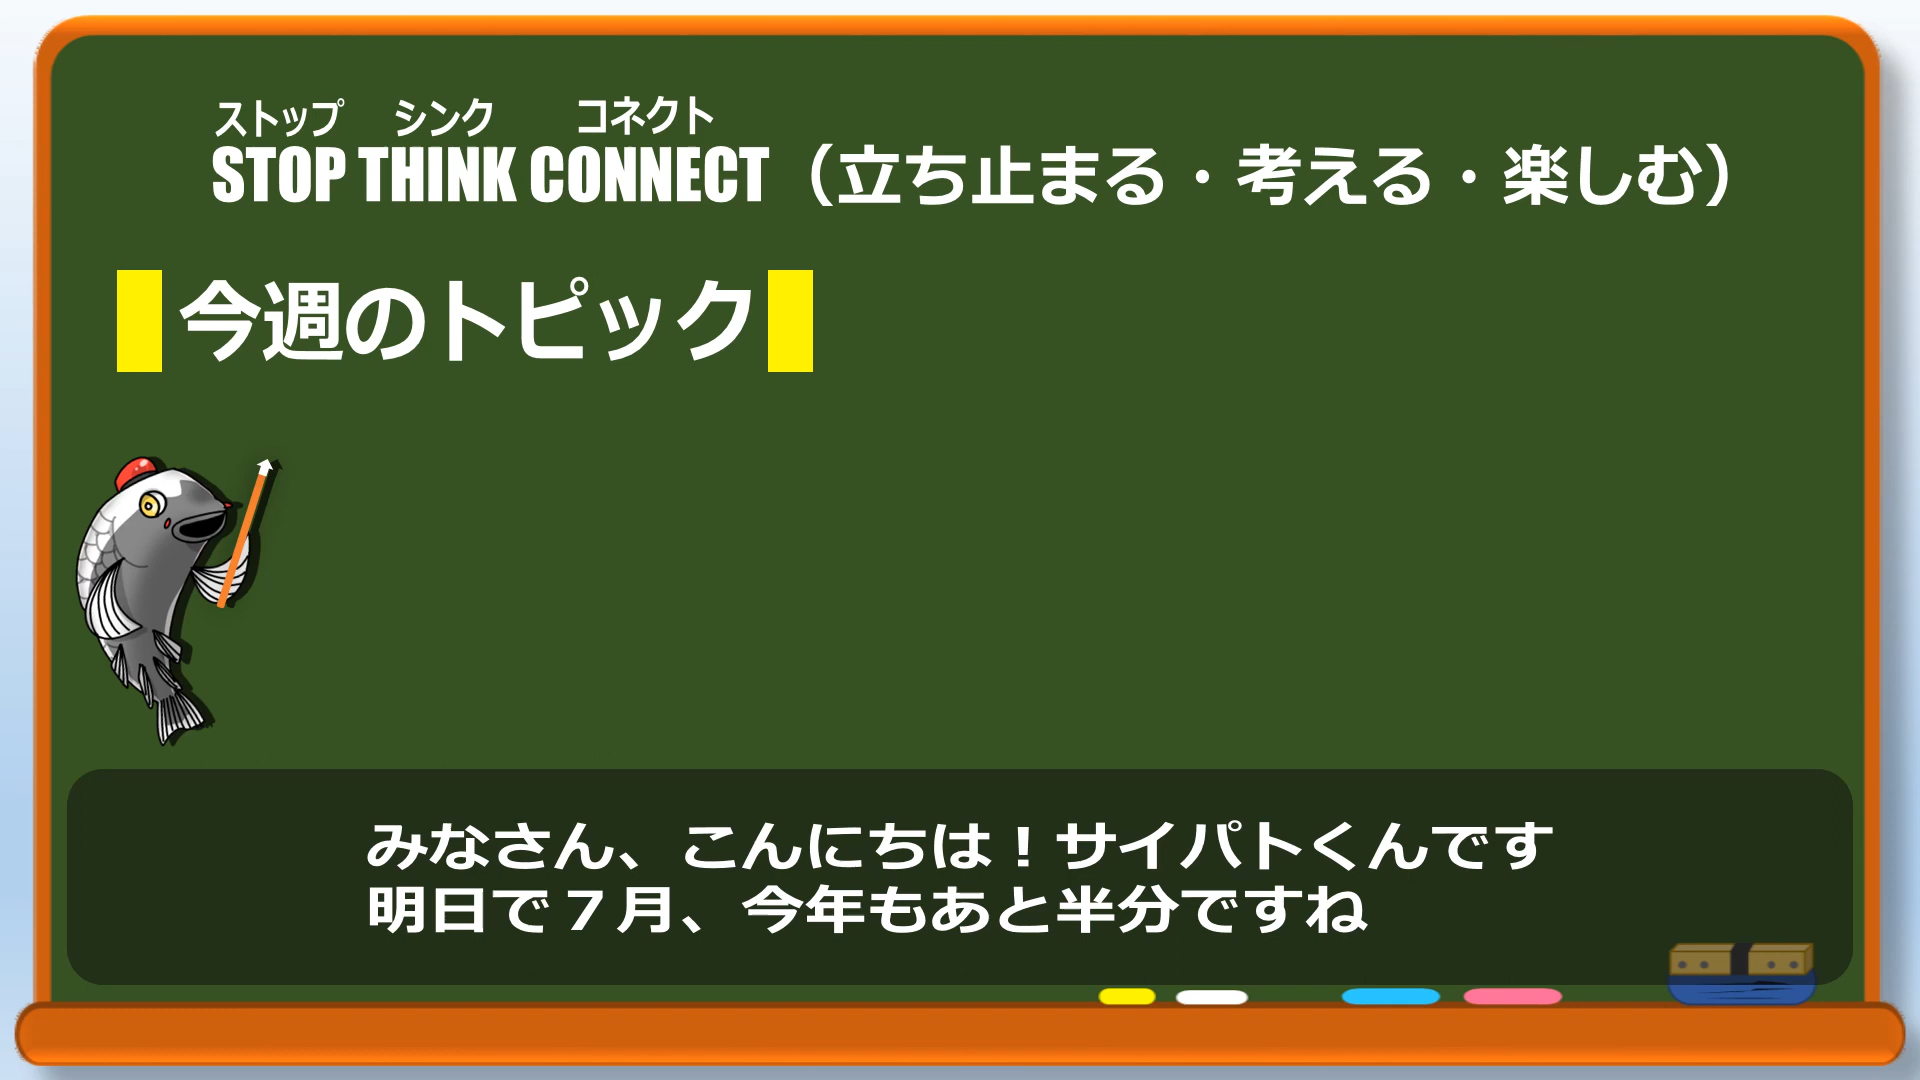 ストップ シンク コネクト
STOP THINK CONNECT（立ち止まる・考える・楽しむ）
今週のトピック
みなさん、こんにちは！サイパトくんです
明日で７月、今年もあと半分ですね